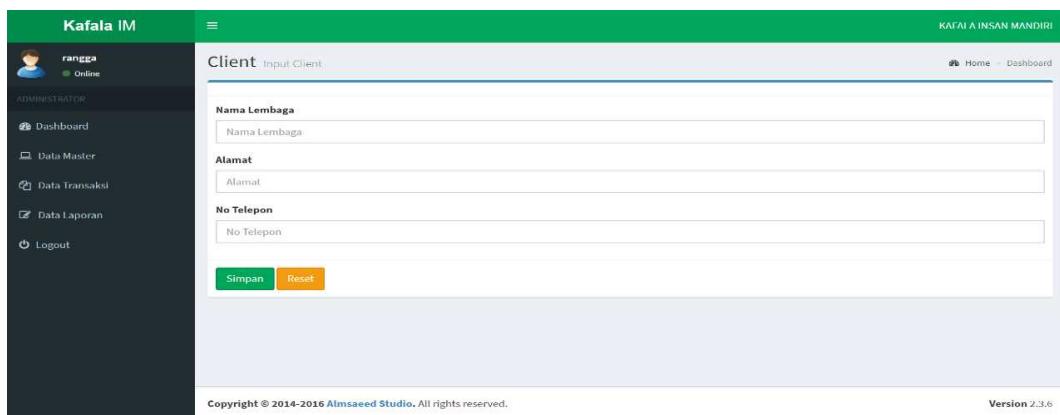 Kafala IM
KAFALA INSAN MANDIRI
rangga
Online
Client Input Client
Home
Dashboard
ADMINISTRATOR
Dashboard
Data Master
Data Transaksi
Data Laporan
Logout
Nama Lembaga
Nama Lembaga
Alamat
Alamat
No Telepon
No Telepon
Simpan
Reset
Copyright © 2014-2016 Almsaeed Studio. All rights reserved.
Version 2.3.6